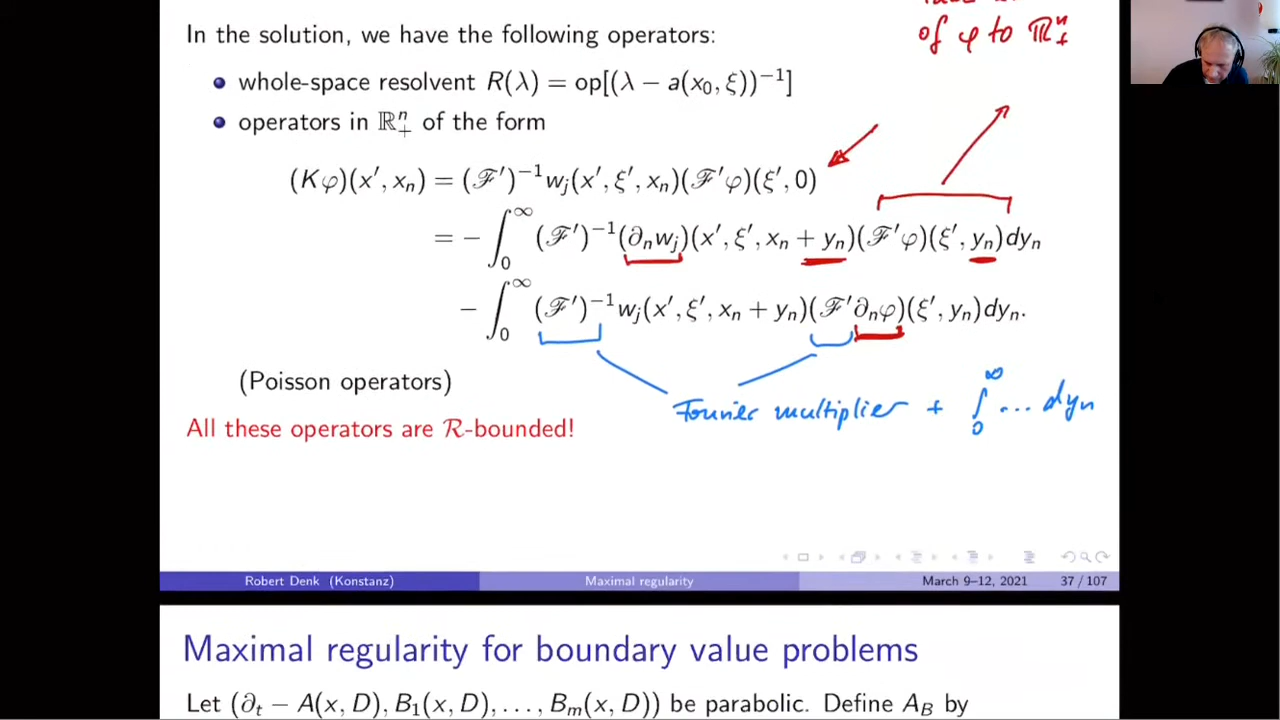 In the solution, we have the following operators:
of φ to ℝⁿ₊
• whole-space resolvent R(λ) = op[(λ − a(x₀, ξ))⁻¹]
• operators in ℝⁿ₊ of the form
(Kφ)(x′, xₙ) = (ℱ′)⁻¹wⱼ(x′, ξ′, xₙ)(ℱ′φ)(ξ′, 0)
= − ∫₀^∞ (ℱ′)⁻¹(∂ₙwⱼ)(x′, ξ′, xₙ + yₙ)(ℱ′φ)(ξ′, yₙ)dyₙ
− ∫₀^∞ (ℱ′)⁻¹wⱼ(x′, ξ′, xₙ + yₙ)(ℱ′∂ₙφ)(ξ′, yₙ)dyₙ.
(Poisson operators)
Fourier multiplier + ∫₀^∞ ... dyₙ
All these operators are ℛ-bounded!
Robert Denk (Konstanz) Maximal regularity March 9–12, 2021 37 / 107
Maximal regularity for boundary value problems
Let (∂ₜ − A(x, D), B₁(x, D), . . . , Bₘ(x, D)) be parabolic. Define A_B by